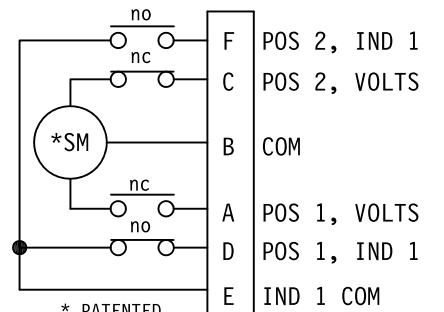 no
F POS 2, IND 1
nc
C POS 2, VOLTS
*SM
B COM
nc
A POS 1, VOLTS
no
D POS 1, IND 1
E IND 1 COM
* PATENTED